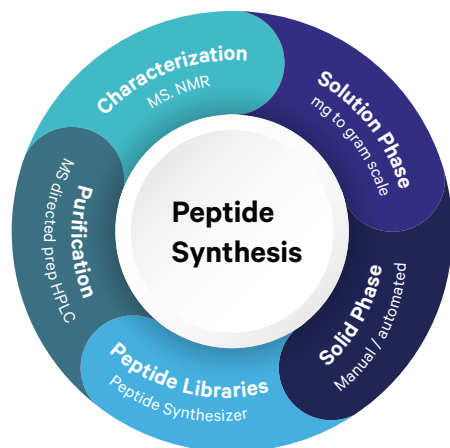 Peptide
Synthesis
Characterization
MS. NMR
Solution Phase
mg to gram scale
Solid Phase
Manual / automated
Peptide Libraries
Peptide Synthesizer
Purification
MS directed prep HPLC